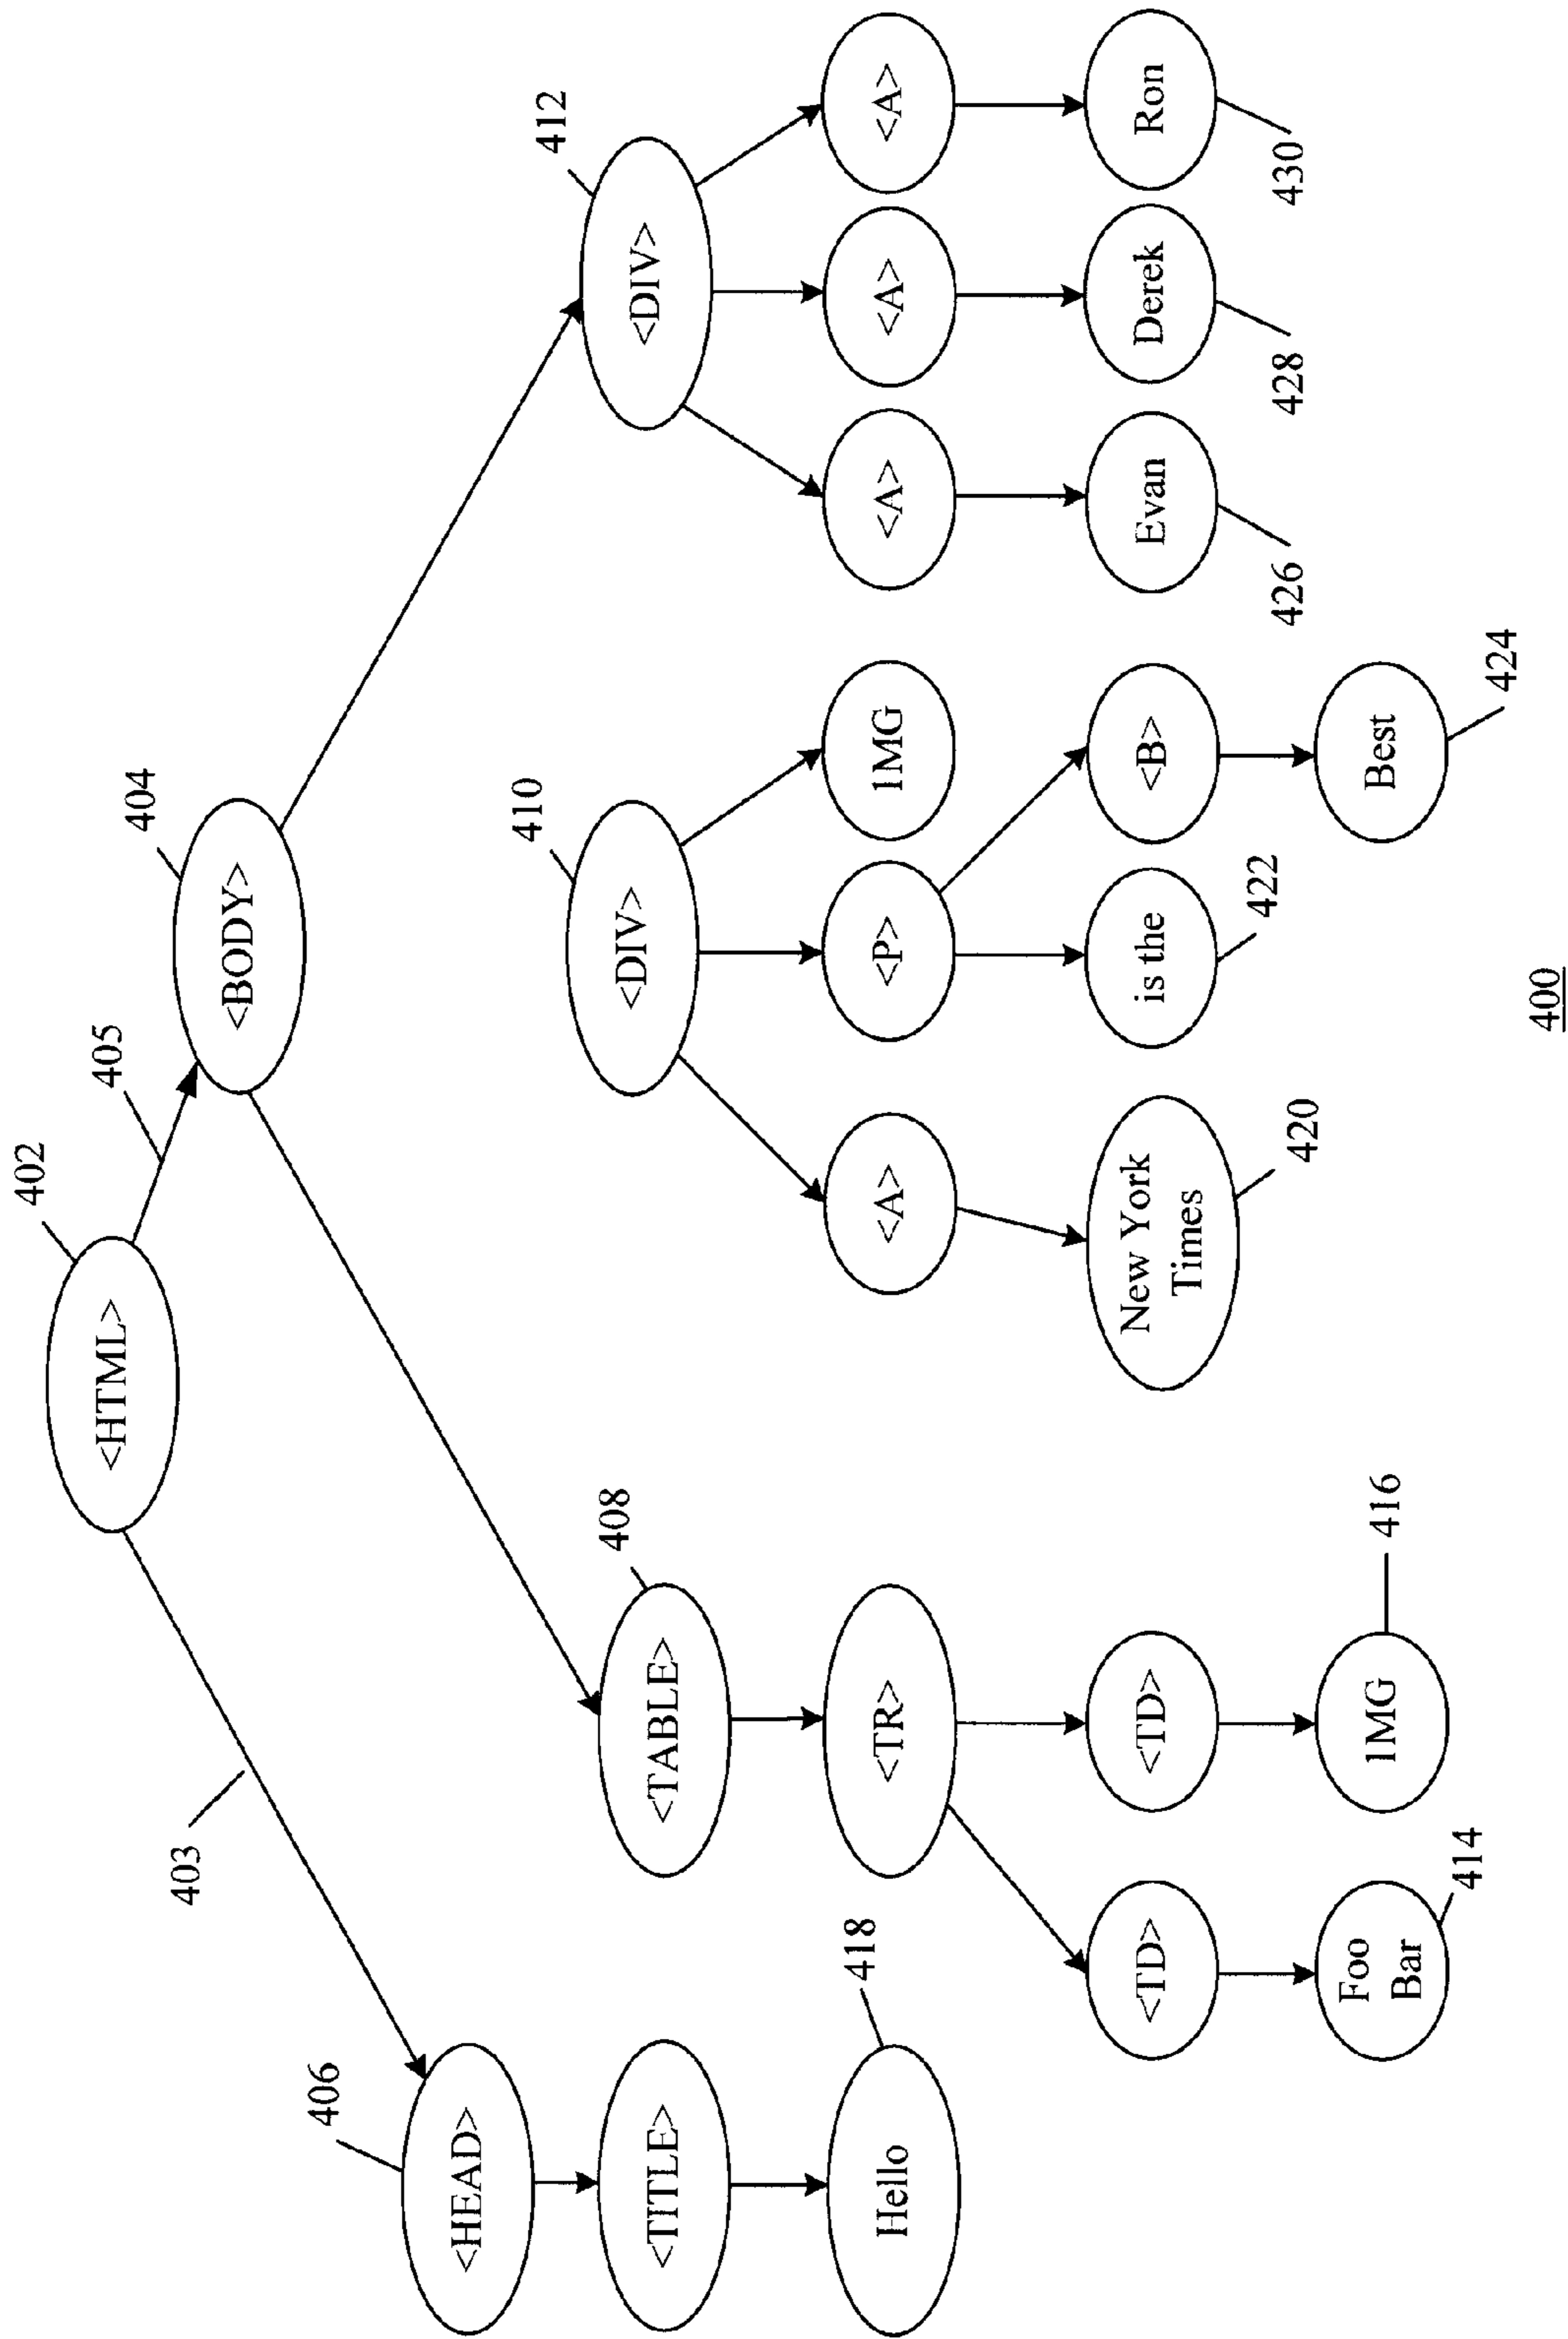 402
<HTML>
405
404
<BODY>
403
406
<HEAD>
<TITLE>
Hello
418
408
<TABLE>
<TR>
<TD>
<TD>
Foo
Bar
414
1MG
416
410
<DIV>
<A>
<P>
1MG
New York
Times
420
is the
422
<B>
Best
424
412
<DIV>
<A>
<A>
<A>
Evan
426
Derek
428
Ron
430
400